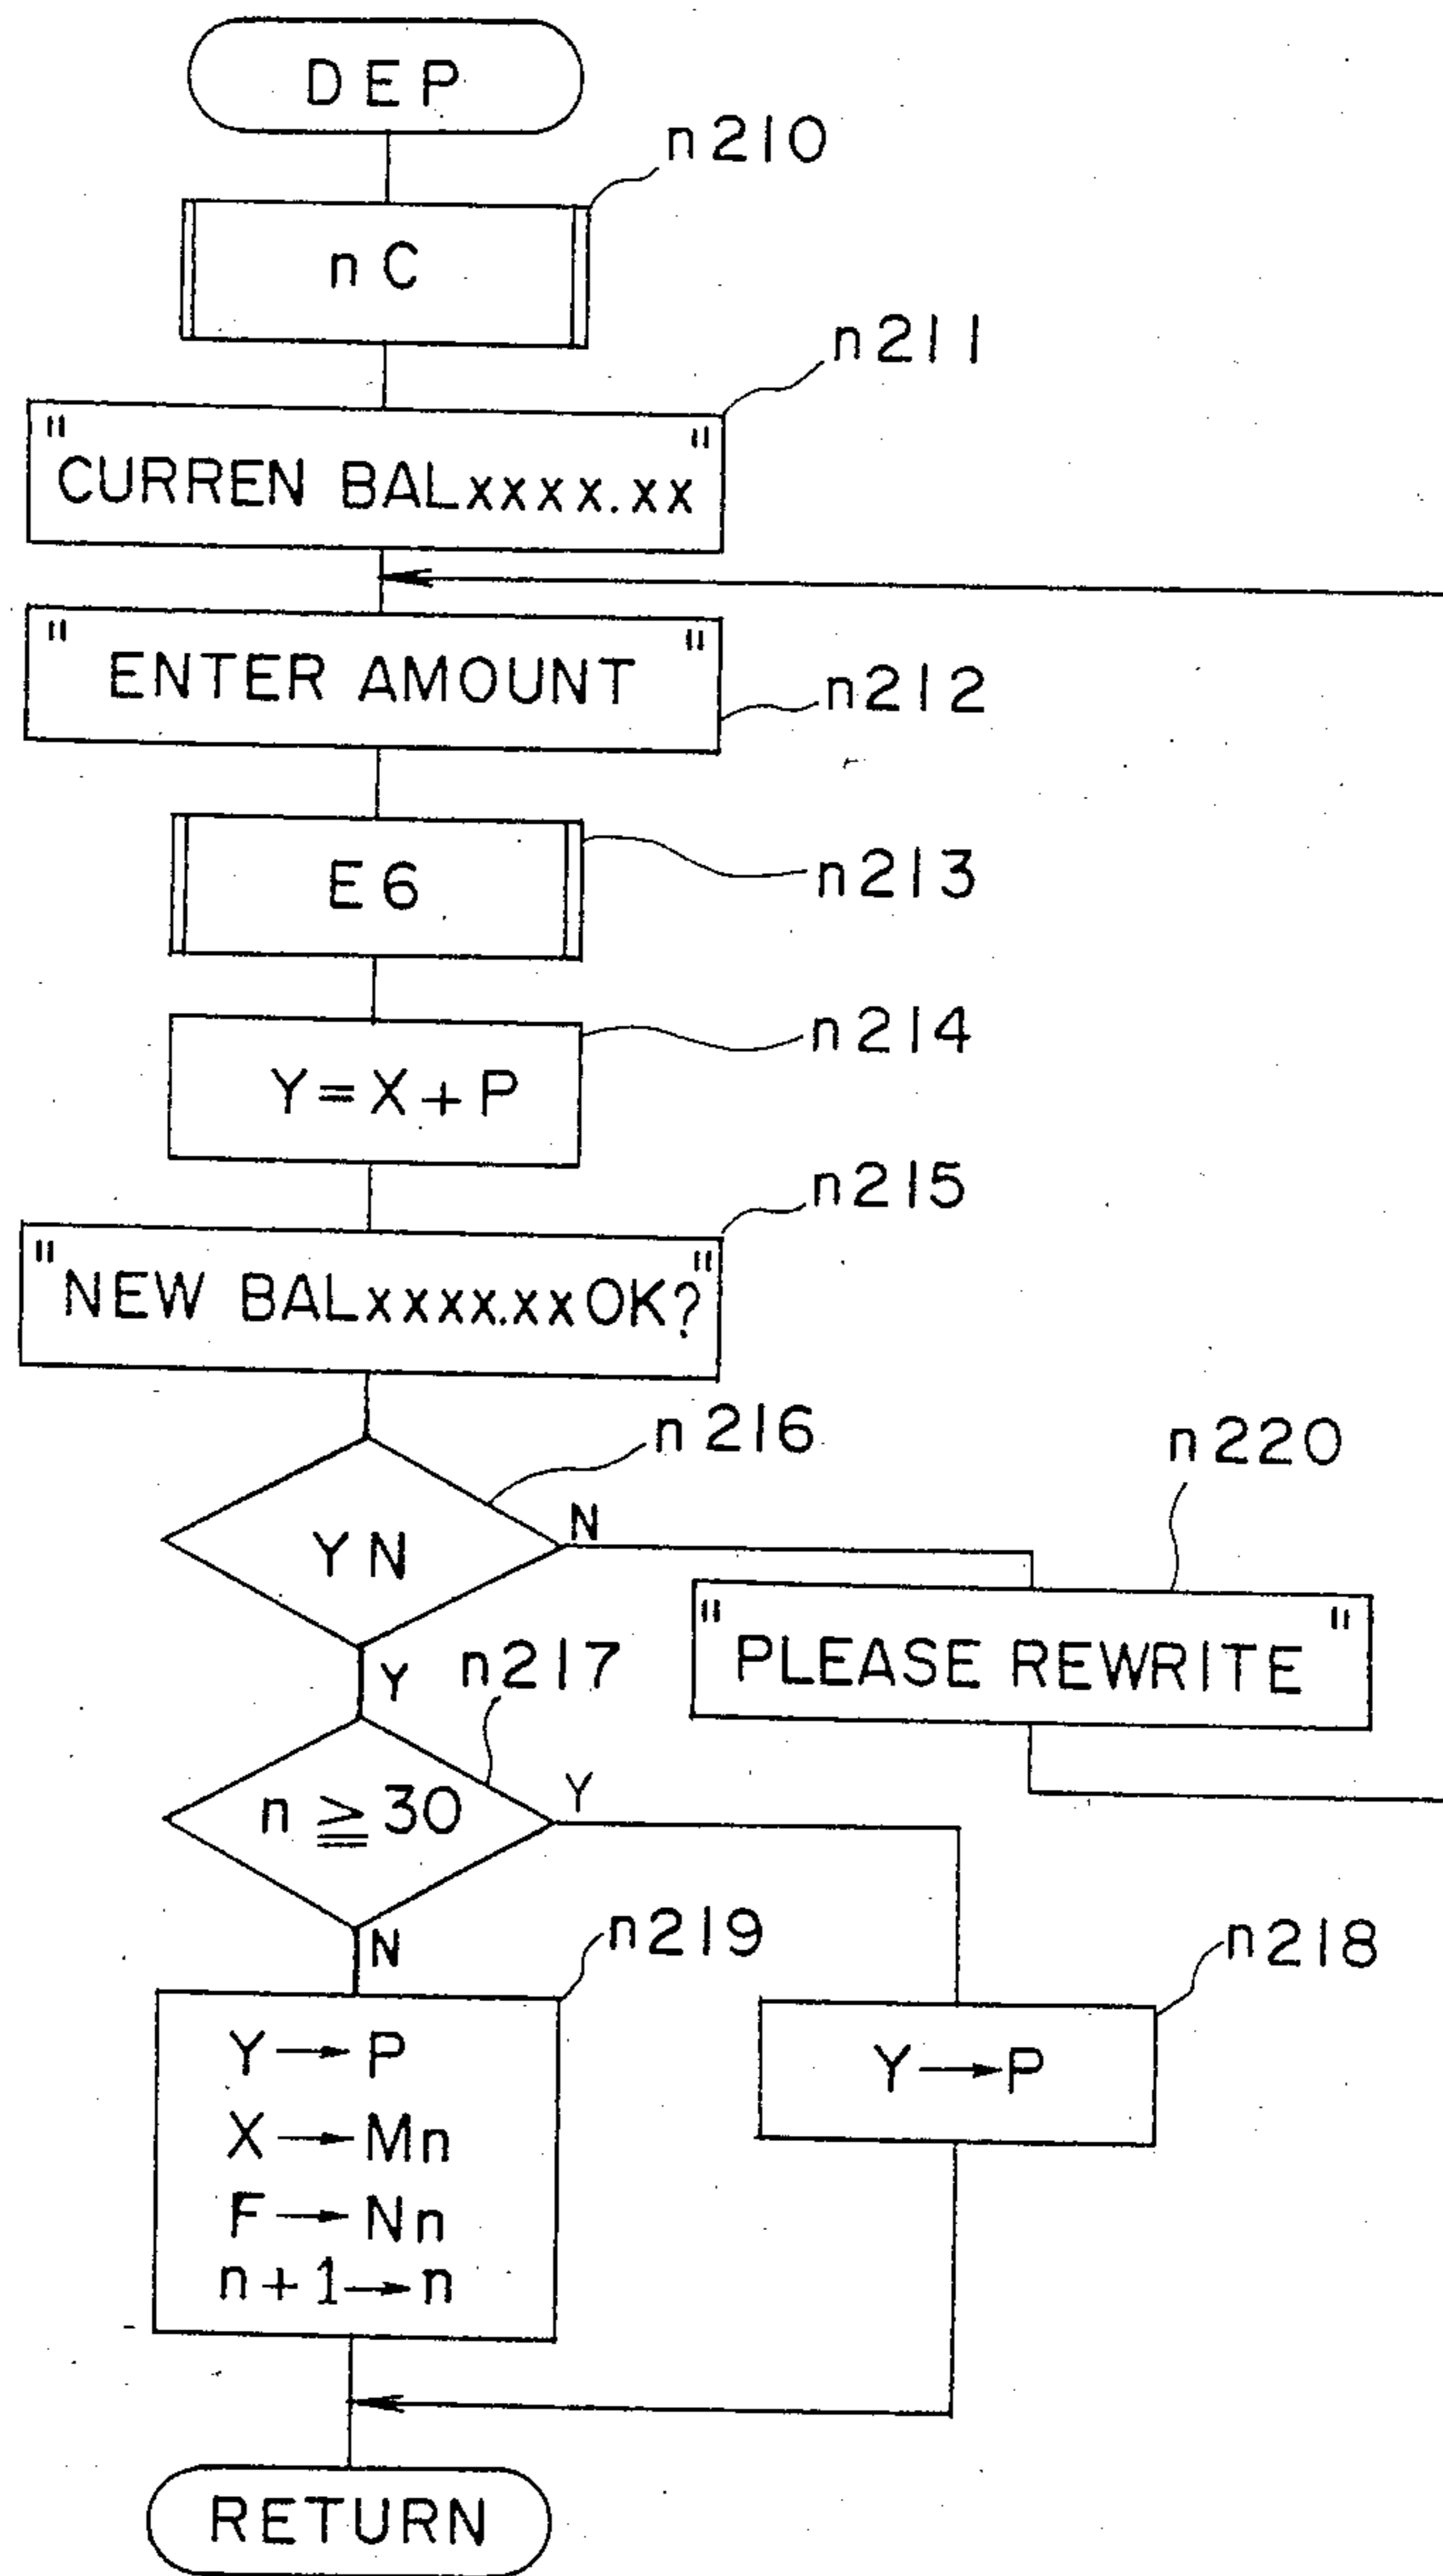 DEP
n210
nC
n211
"CURREN BALxxxx.xx"
"ENTER AMOUNT"
n212
E6
n213
n214
Y=X+P
n215
"NEW BALxxxx.xxOK?"
n216
n220
YN
N
"PLEASE REWRITE"
Y
n217
n≧30
Y
N
n219
n218
Y→P
X→Mn
F→Nn
n+1→n
Y→P
RETURN